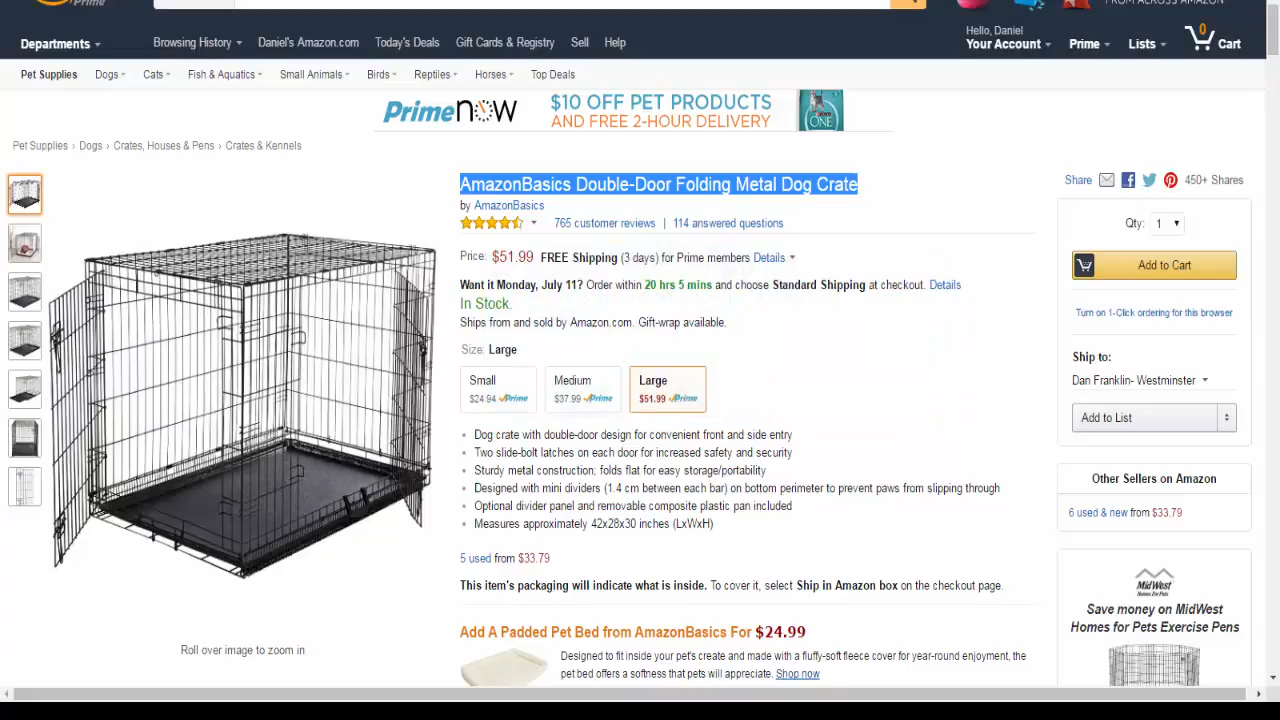 Prime
FROM ACROSS AMAZON
Departments
Browsing History
Daniel's Amazon.com
Today's Deals
Gift Cards & Registry
Sell
Help
Hello, Daniel
Your Account
Prime
Lists
0
Cart
Pet Supplies
Dogs
Cats
Fish & Aquatics
Small Animals
Birds
Reptiles
Horses
Top Deals
PrimeNOW
$10 OFF PET PRODUCTS
AND FREE 2-HOUR DELIVERY
ONE
Pet Supplies › Dogs › Crates, Houses & Pens › Crates & Kennels
AmazonBasics Double-Door Folding Metal Dog Crate
by AmazonBasics
765 customer reviews | 114 answered questions
Price: $51.99 FREE Shipping (3 days) for Prime members Details
Want it Monday, July 11? Order within 20 hrs 5 mins and choose Standard Shipping at checkout. Details
In Stock.
Ships from and sold by Amazon.com. Gift-wrap available.
Size: Large
Small
$24.94 Prime
Medium
$37.99 Prime
Large
$51.99 Prime
Dog crate with double-door design for convenient front and side entry
Two slide-bolt latches on each door for increased safety and security
Sturdy metal construction; folds flat for easy storage/portability
Designed with mini dividers (1.4 cm between each bar) on bottom perimeter to prevent paws from slipping through
Optional divider panel and removable composite plastic pan included
Measures approximately 42x28x30 inches (LxWxH)
5 used from $33.79
This item's packaging will indicate what is inside. To cover it, select Ship in Amazon box on the checkout page.
Add A Padded Pet Bed from AmazonBasics For $24.99
Designed to fit inside your pet's create and made with a fluffy-soft fleece cover for year-round enjoyment, the
pet bed offers a softness that pets will appreciate. Shop now
Roll over image to zoom in
Share
450+ Shares
Qty: 1
Add to Cart
Turn on 1-Click ordering for this browser
Ship to:
Dan Franklin- Westminster
Add to List
Other Sellers on Amazon
6 used & new from $33.79
MidWest
Homes For Pets
Save money on MidWest
Homes for Pets Exercise Pens